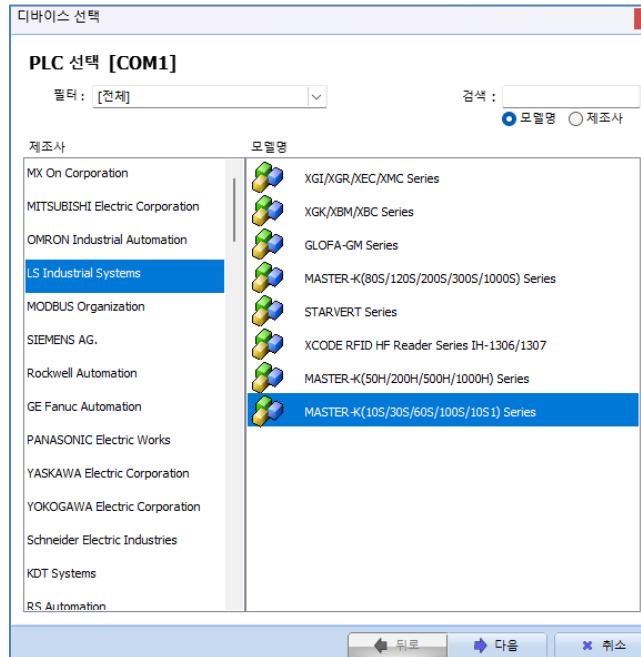 디바이스 선택
PLC 선택 [COM1]
필터 : [전체] 검색 :
모델명 제조사
제조사 모델명
MX On Corporation
MITSUBISHI Electric Corporation
OMRON Industrial Automation
LS Industrial Systems
MODBUS Organization
SIEMENS AG.
Rockwell Automation
GE Fanuc Automation
PANASONIC Electric Works
YASKAWA Electric Corporation
YOKOGAWA Electric Corporation
Schneider Electric Industries
KDT Systems
RS Automation
XGI/XGR/XEC/XMC Series
XGK/XBM/XBC Series
GLOFA-GM Series
MASTER-K(80S/120S/200S/300S/1000S) Series
STARVERT Series
XCODE RFID HF Reader Series IH-1306/1307
MASTER-K(50H/200H/500H/1000H) Series
MASTER-K(10S/30S/60S/100S/10S1) Series
뒤로 다음 취소